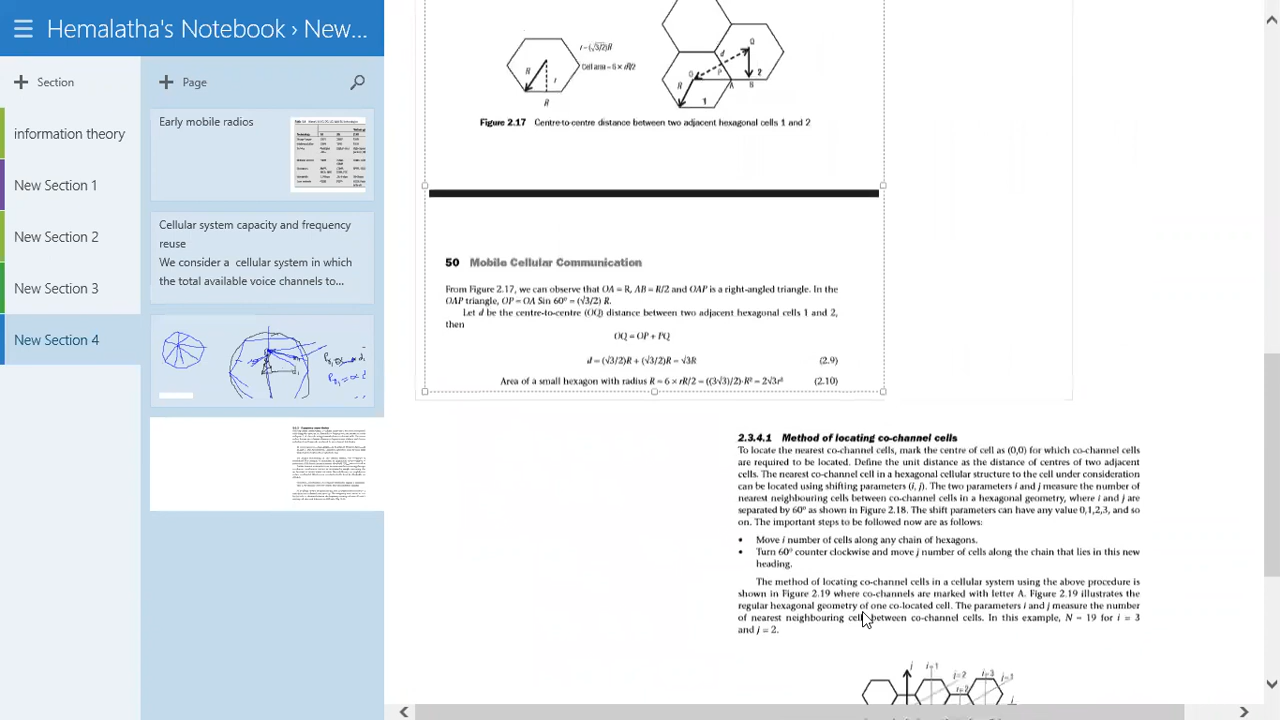 Hemalatha's Notebook › New...
Section
Page
information theory
New Section 1
New Section 2
New Section 3
New Section 4
Early mobile radios
Cellular system capacity and frequency
reuse
We consider a cellular system in which
the total available voice channels to...
R
r
R
Q
d
O
P
2
R
A
B
1
Figure 2.17 Centre-to-centre distance between two adjacent hexagonal cells 1 and 2
50 Mobile Cellular Communication
From Figure 2.17, we can observe that OA = R, AB = R/2 and OAP is a right-angled triangle. In the
OAP triangle, OP = OA Sin 60° = (√3/2) R.
Let d be the centre-to-centre (OQ) distance between two adjacent hexagonal cells 1 and 2,
then
OQ = OP + PQ
d = (√3/2)R + (√3/2)R = √3R (2.9)
Area of a small hexagon with radius R = 6 × rR/2 = ((3√3)/2)·R² = 2√3r² (2.10)
2.3.4.1 Method of locating co-channel cells
To locate the nearest co-channel cells, mark the centre of cell as (0,0) for which co-channel cells
are required to be located. Define the unit distance as the distance of centres of two adjacent
cells. The nearest co-channel cell in a hexagonal cellular structure to the cell under consideration
can be located using shifting parameters (i, j). The two parameters i and j measure the number of
nearest neighbouring cells between co-channel cells in a hexagonal geometry, where i and j are
separated by 60° as shown in Figure 2.18. The shift parameters can have any value 0,1,2,3, and so
on. The important steps to be followed now are as follows:
• Move i number of cells along any chain of hexagons.
• Turn 60° counter clockwise and move j number of cells along the chain that lies in this new
heading.
The method of locating co-channel cells in a cellular system using the above procedure is
shown in Figure 2.19 where co-channels are marked with letter A. Figure 2.19 illustrates the
regular hexagonal geometry of one co-located cell. The parameters i and j measure the number
of nearest neighbouring cells between co-channel cells. In this example, N = 19 for i = 3
and j = 2.